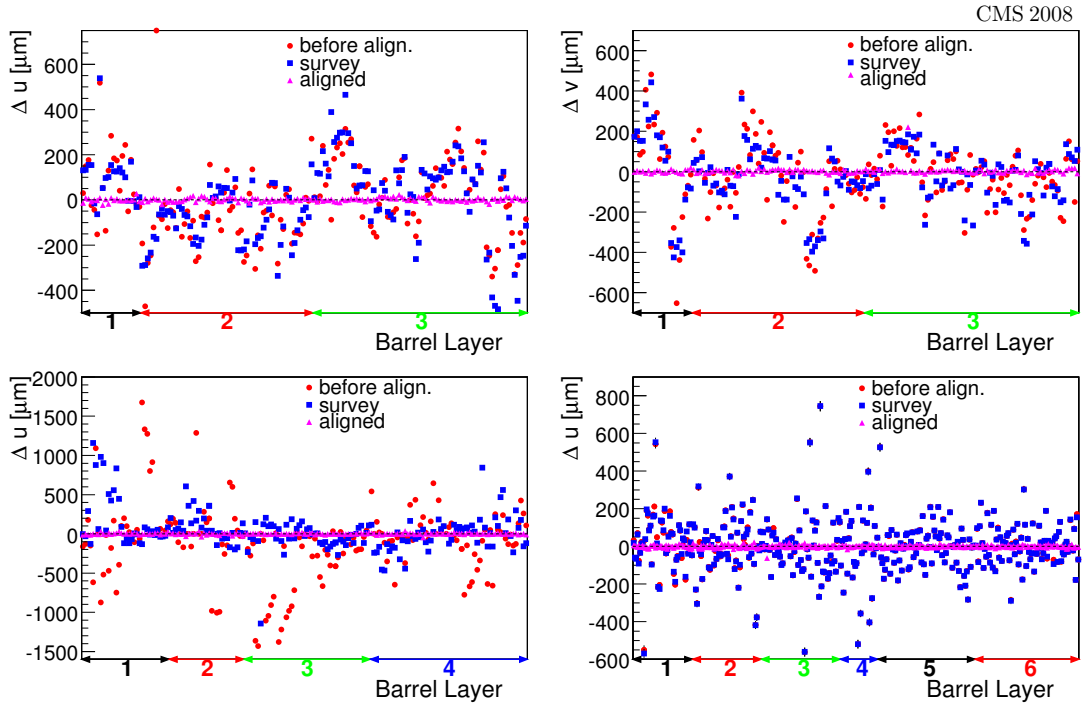 CMS 2008
Δ u [μm]
600
400
200
0
-200
-400
before align.
survey
aligned
1 2 3
Barrel Layer
Δ v [μm]
600
400
200
0
-200
-400
-600
before align.
survey
aligned
1 2 3
Barrel Layer
Δ u [μm]
2000
1500
1000
500
0
-500
-1000
-1500
before align.
survey
aligned
1 2 3 4
Barrel Layer
Δ u [μm]
800
600
400
200
0
-200
-400
-600
before align.
survey
aligned
1 2 3 4 5 6
Barrel Layer